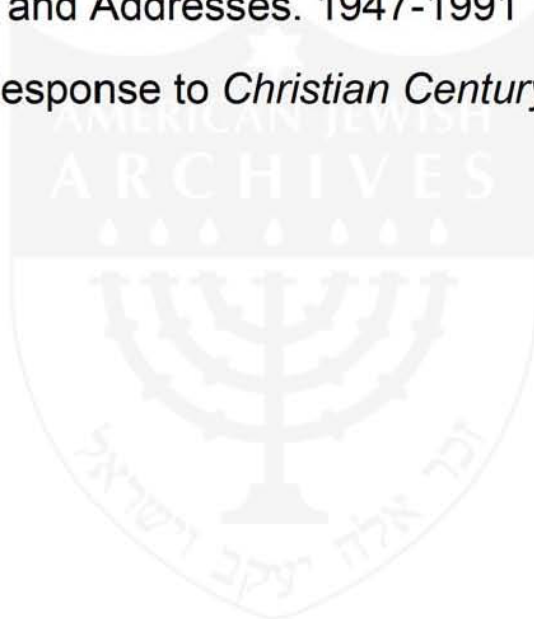 and Addresses. 1947-1991
esponse to Christian Century
AMERICAN JEWISH
ARCHIVES
זכר אלה יעקב וישראל